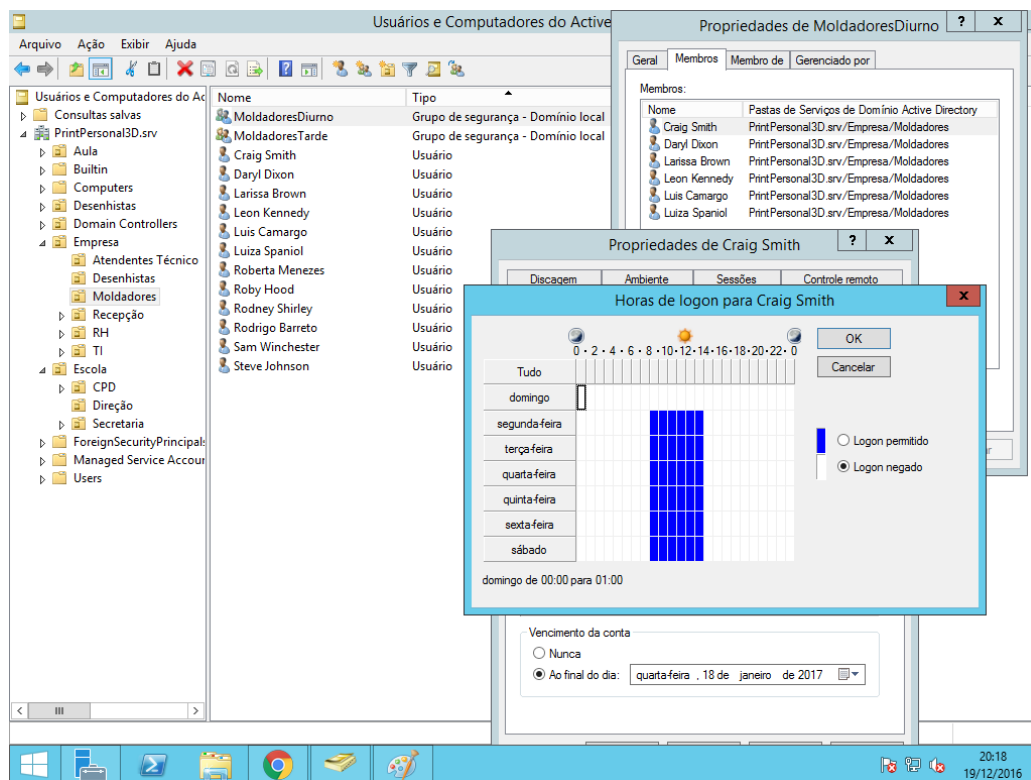 Usuários e Computadores do Active
Arquivo Ação Exibir Ajuda
Usuários e Computadores do Ac
Consultas salvas
PrintPersonal3D.srv
Aula
Builtin
Computers
Desenhistas
Domain Controllers
Empresa
Atendentes Técnico
Desenhistas
Moldadores
Recepção
RH
TI
Escola
CPD
Direção
Secretaria
ForeignSecurityPrincipals
Managed Service Accour
Users
Nome Tipo
MoldadoresDiurno Grupo de segurança - Domínio local
MoldadoresTarde Grupo de segurança - Domínio local
Craig Smith Usuário
Daryl Dixon Usuário
Larissa Brown Usuário
Leon Kennedy Usuário
Luis Camargo Usuário
Luiza Spaniol Usuário
Roberta Menezes Usuário
Roby Hood Usuário
Rodney Shirley Usuário
Rodrigo Barreto Usuário
Sam Winchester Usuário
Steve Johnson Usuário
Propriedades de MoldadoresDiurno ? x
Geral Membros Membro de Gerenciado por
Membros:
Nome Pastas de Serviços de Domínio Active Directory
Craig Smith PrintPersonal3D.srv/Empresa/Moldadores
Daryl Dixon PrintPersonal3D.srv/Empresa/Moldadores
Larissa Brown PrintPersonal3D.srv/Empresa/Moldadores
Leon Kennedy PrintPersonal3D.srv/Empresa/Moldadores
Luis Camargo PrintPersonal3D.srv/Empresa/Moldadores
Luiza Spaniol PrintPersonal3D.srv/Empresa/Moldadores
Propriedades de Craig Smith ? x
Discagem Ambiente Sessões Controle remoto
Horas de logon para Craig Smith x
0 · 2 · 4 · 6 · 8 · 10 · 12 · 14 · 16 · 18 · 20 · 22 · 0
Tudo
domingo
segunda-feira
terça-feira
quarta-feira
quinta-feira
sexta-feira
sábado
OK
Cancelar
Logon permitido
Logon negado
domingo de 00:00 para 01:00
Vencimento da conta
Nunca
Ao final do dia: quarta-feira , 18 de janeiro de 2017
20:18
19/12/2016